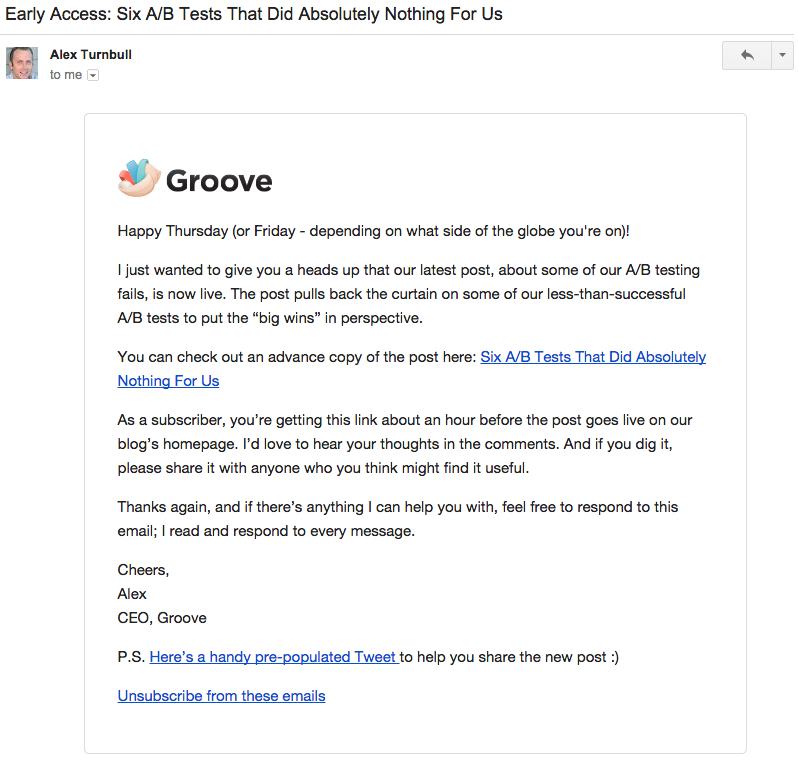 Early Access: Six A/B Tests That Did Absolutely Nothing For Us
Alex Turnbull
to me
Groove
Happy Thursday (or Friday - depending on what side of the globe you're on)!
I just wanted to give you a heads up that our latest post, about some of our A/B testing
fails, is now live. The post pulls back the curtain on some of our less-than-successful
A/B tests to put the “big wins” in perspective.
You can check out an advance copy of the post here: Six A/B Tests That Did Absolutely
Nothing For Us
As a subscriber, you’re getting this link about an hour before the post goes live on our
blog’s homepage. I’d love to hear your thoughts in the comments. And if you dig it,
please share it with anyone who you think might find it useful.
Thanks again, and if there’s anything I can help you with, feel free to respond to this
email; I read and respond to every message.
Cheers,
Alex
CEO, Groove
P.S. Here’s a handy pre-populated Tweet to help you share the new post :)
Unsubscribe from these emails